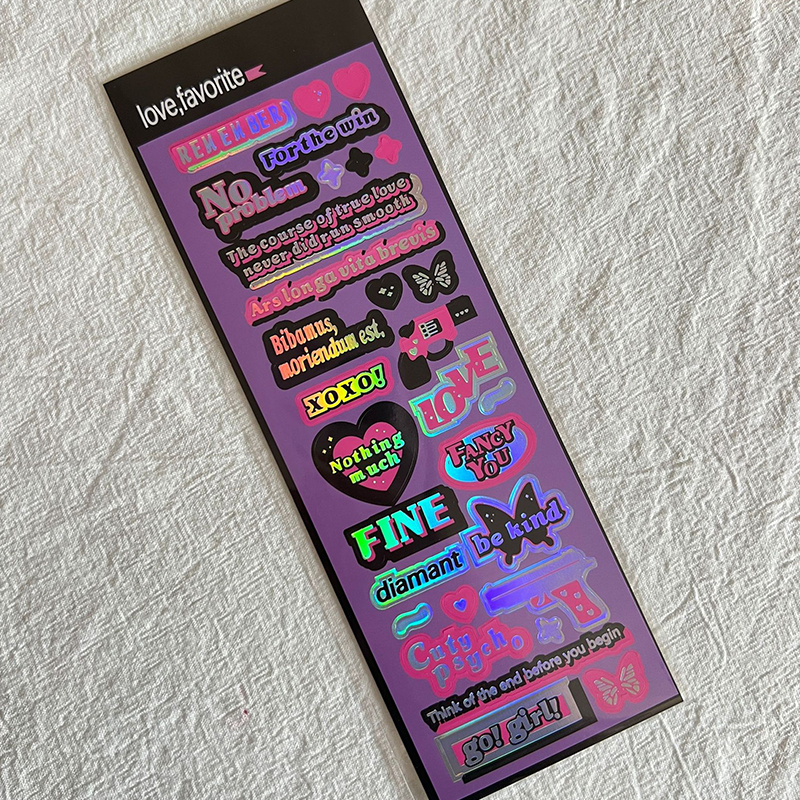 love,favorite
REMEMBER
For the win
No
problem
The course of true love
never did run smooth
Ars longa vita brevis
Bibamus,
moriendum est.
XOXO!
LOVE
Nothing
much
FANCY
YOU
FINE
be kind
diamant
Cuty
psycho
Think of the end before you begin
go! girl!